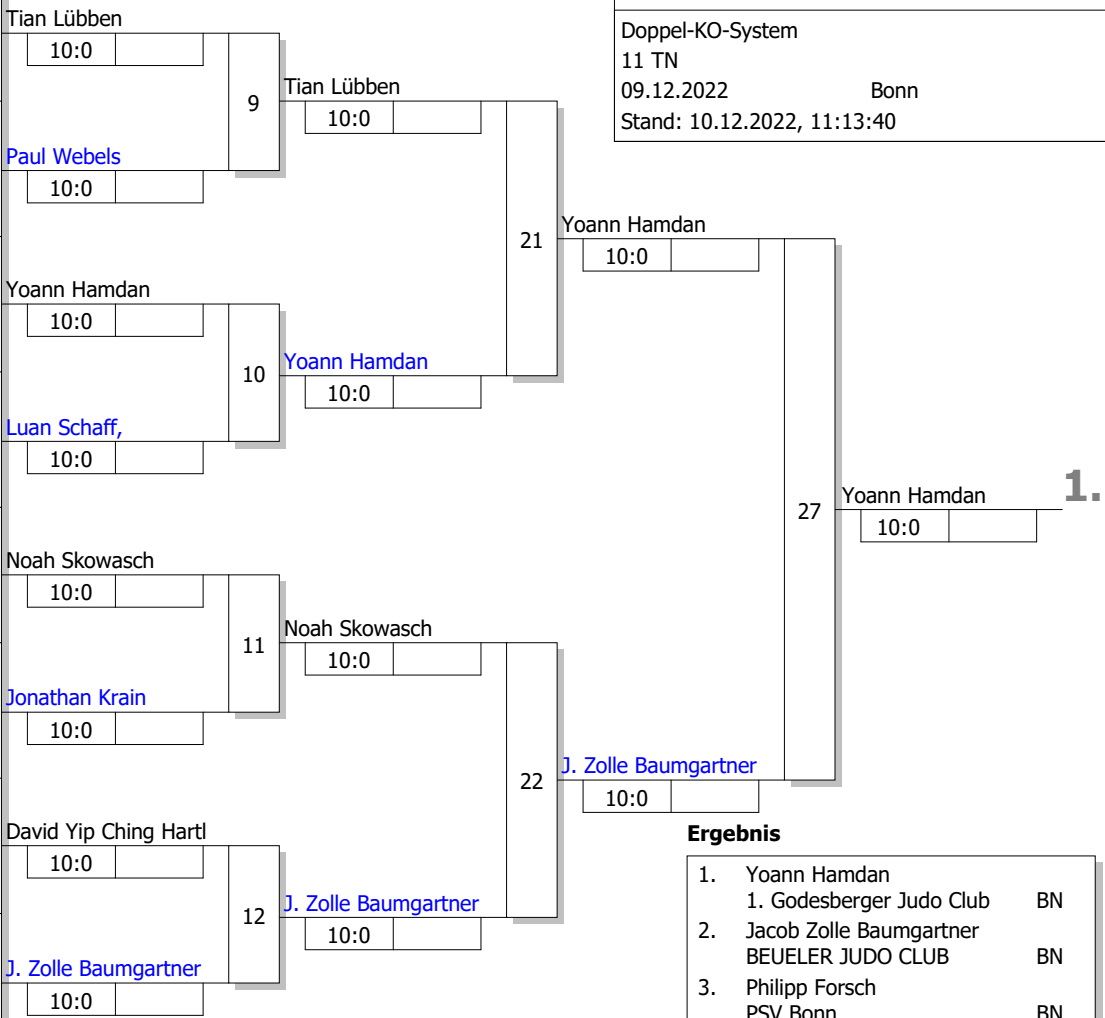 Doppel-KO-System
11 TN
09.12.2022 Bonn
Stand: 10.12.2022, 11:13:40
Tian Lübben
10:0
9
Paul Webels
10:0
Tian Lübben
10:0
21
Yoann Hamdan
10:0
10
Luan Schaff,
10:0
Yoann Hamdan
10:0
Yoann Hamdan
10:0
27
Yoann Hamdan
10:0
1.
Noah Skowasch
10:0
11
Jonathan Krain
10:0
Noah Skowasch
10:0
22
David Yip Ching Hartl
10:0
12
J. Zolle Baumgartner
10:0
J. Zolle Baumgartner
10:0
J. Zolle Baumgartner
10:0
Ergebnis
1. Yoann Hamdan
1. Godesberger Judo Club BN
2. Jacob Zolle Baumgartner
BEUELER JUDO CLUB BN
3. Philipp Forsch
PSV Bonn BN